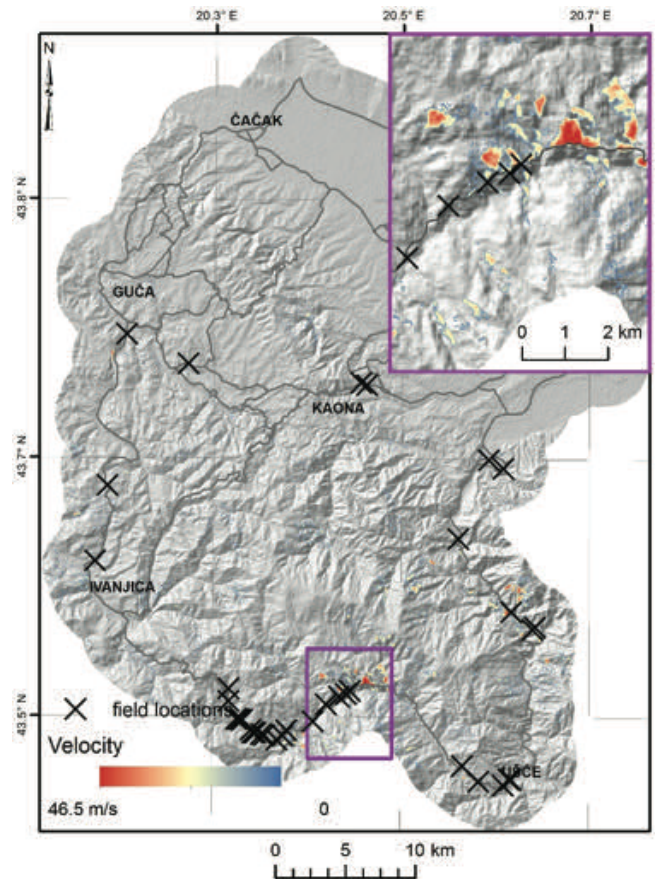 20.3° E 20.5° E 20.7° E
N
ČAČAK
43.8° N
GUČA
0 1 2 km
KAONA
43.7° N
IVANJICA
43.5° N
field locations
Velocity
UŠĆE
46.5 m/s 0
0 5 10 km